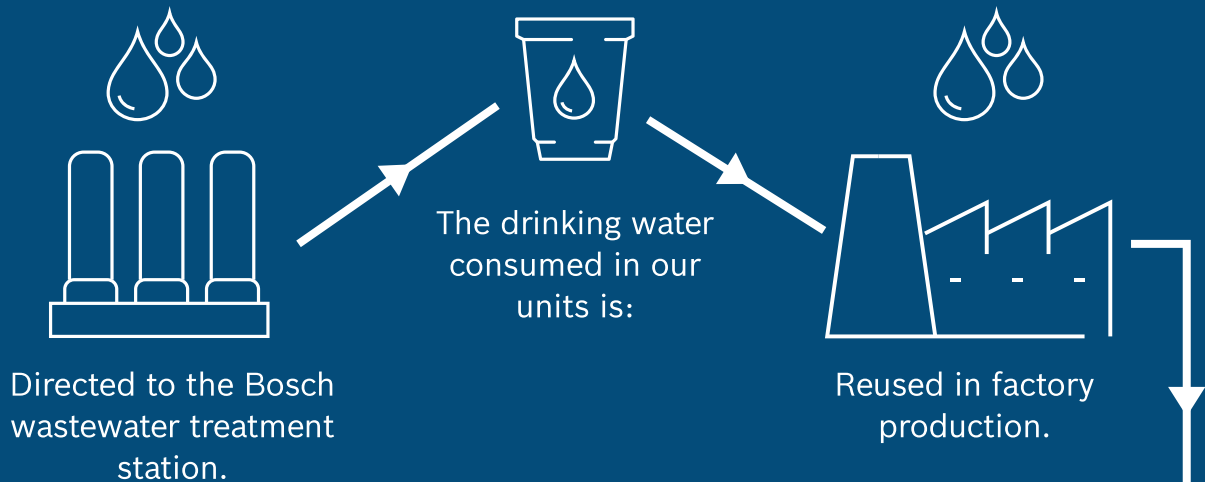 The drinking water
consumed in our
units is:
Directed to the Bosch
wastewater treatment
station.
Reused in factory
production.